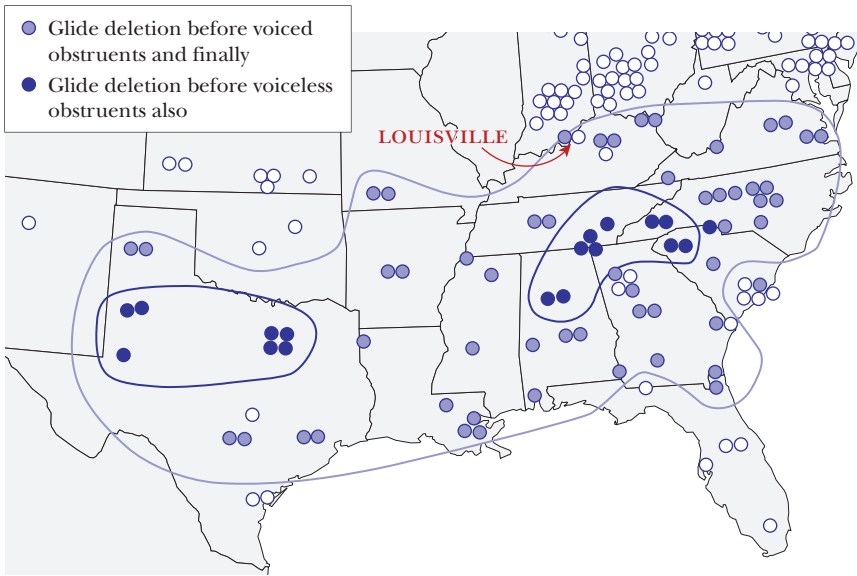 Glide deletion before voiced
obstruents and finally
Glide deletion before voiceless
obstruents also
LOUISVILLE